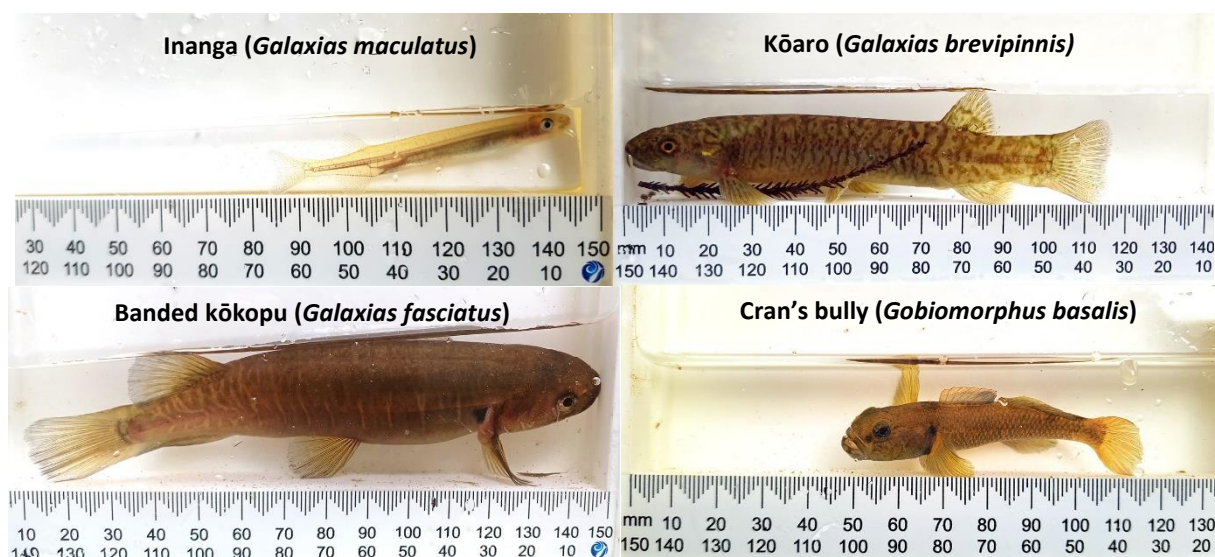 Inanga (Galaxias maculatus)
30 40 50 60 70 80 90 100 110 120 130 140 150
120 110 100 90 80 70 60 50 40 30 20 10
Kōaro (Galaxias brevipinnis)
mm 10 20 30 40 50 60 70 80 90 100 110 120 130 140
150 140 130 120 110 100 90 80 70 60 50 40 30 20 10
Banded kōkopu (Galaxias fasciatus)
10 20 30 40 50 60 70 80 90 100 110 120 130 140 150
140 130 120 110 100 90 80 70 60 50 40 30 20 10
Cran's bully (Gobiomorphus basalis)
mm 10 20 30 40 50 60 70 80 90 100 110 120 130
150 140 130 120 110 100 90 80 70 60 50 40 30 20